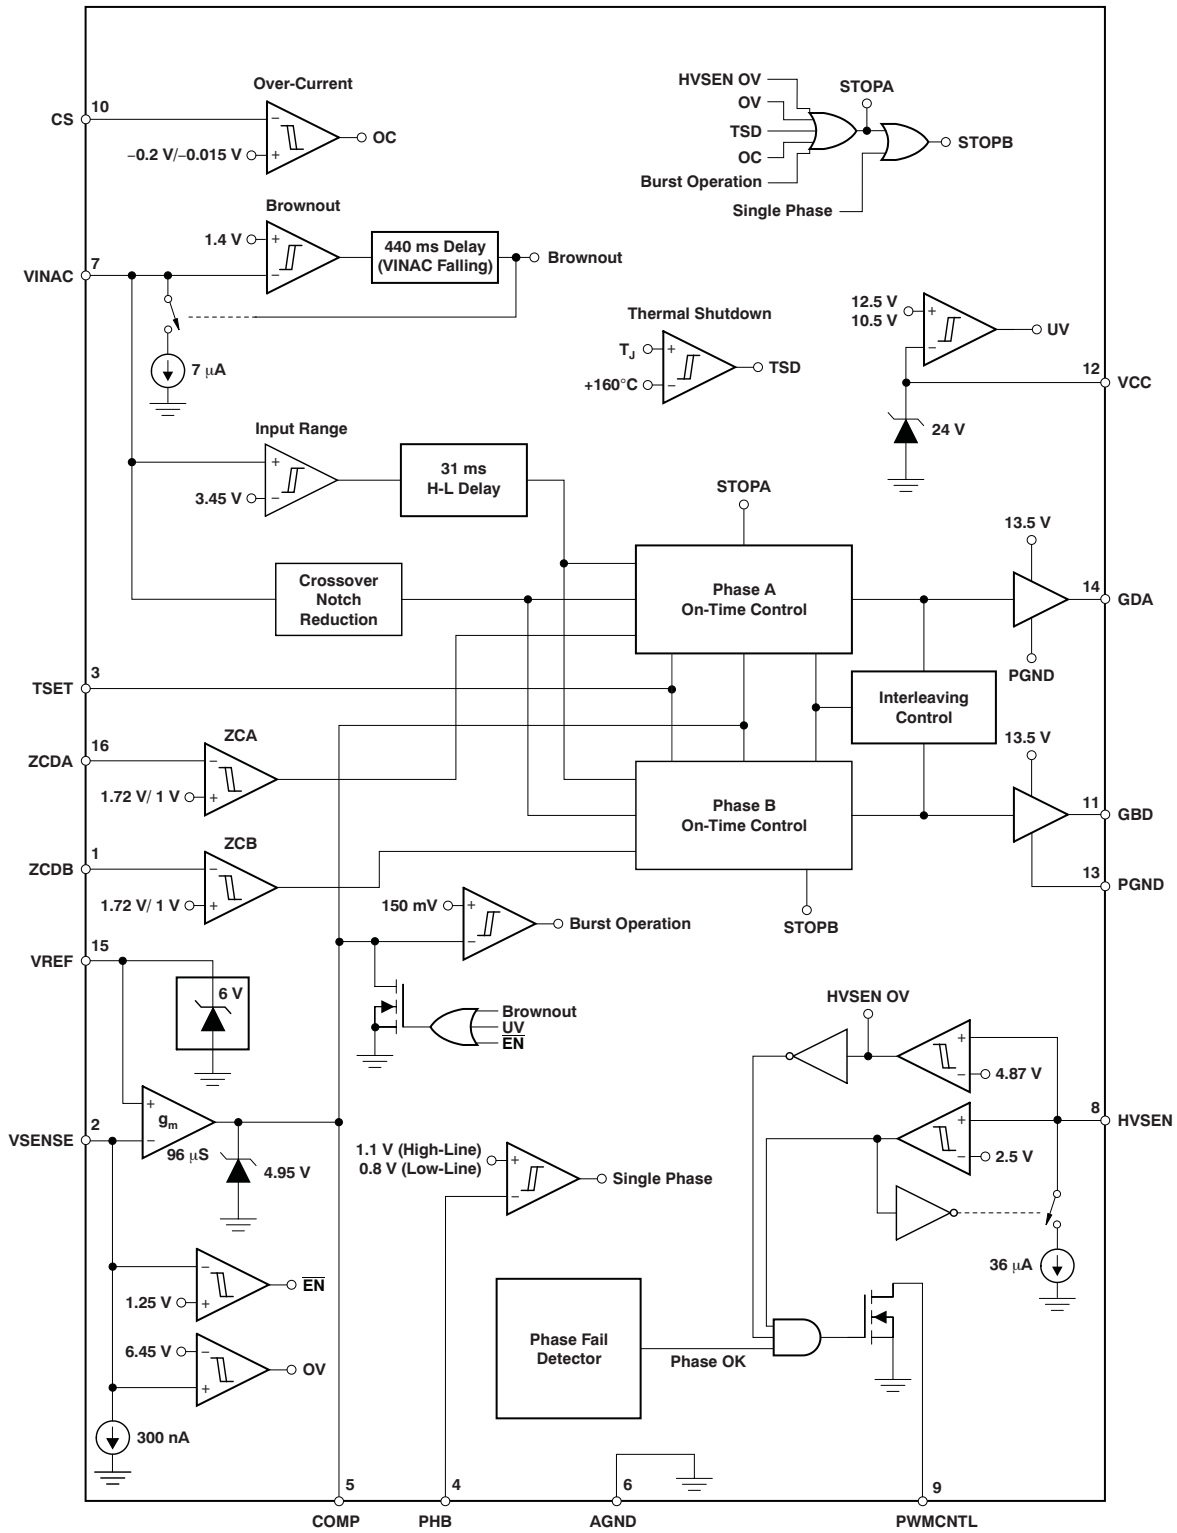 Over-Current
10
CS
−
OC
−0.2 V/−0.015 V
+
HVSEN OV
STOPA
OV
TSD
STOPB
OC
Burst Operation
Single Phase
Brownout
1.4 V
+
440 ms Delay
(VINAC Falling)
Brownout
7
VINAC
−
7 μA
Thermal Shutdown
TJ
+
TSD
+160°C
−
12.5 V
10.5 V
+
UV
−
12
VCC
24 V
Input Range
+
3.45 V
−
31 ms
H-L Delay
STOPA
13.5 V
Crossover
Notch
Reduction
Phase A
On-Time Control
14
GDA
PGND
3
TSET
Interleaving
Control
ZCA
16
ZCDA
−
1.72 V/ 1 V
+
13.5 V
Phase B
On-Time Control
11
GBD
ZCB
1
ZCDB
−
1.72 V/ 1 V
+
13
PGND
150 mV
+
Burst Operation
−
STOPB
15
VREF
6 V
Brownout
UV
E̅N̅
HVSEN OV
+
4.87 V
−
+
gm
2
VSENSE
−
96 μS
4.95 V
8
HVSEN
+
2.5 V
−
1.1 V (High-Line)
0.8 V (Low-Line)
+
Single Phase
−
36 μA
−
E̅N̅
1.25 V
+
6.45 V
−
OV
+
Phase Fail
Detector
Phase OK
300 nA
5
4
6
9
COMP
PHB
AGND
PWMCNTL